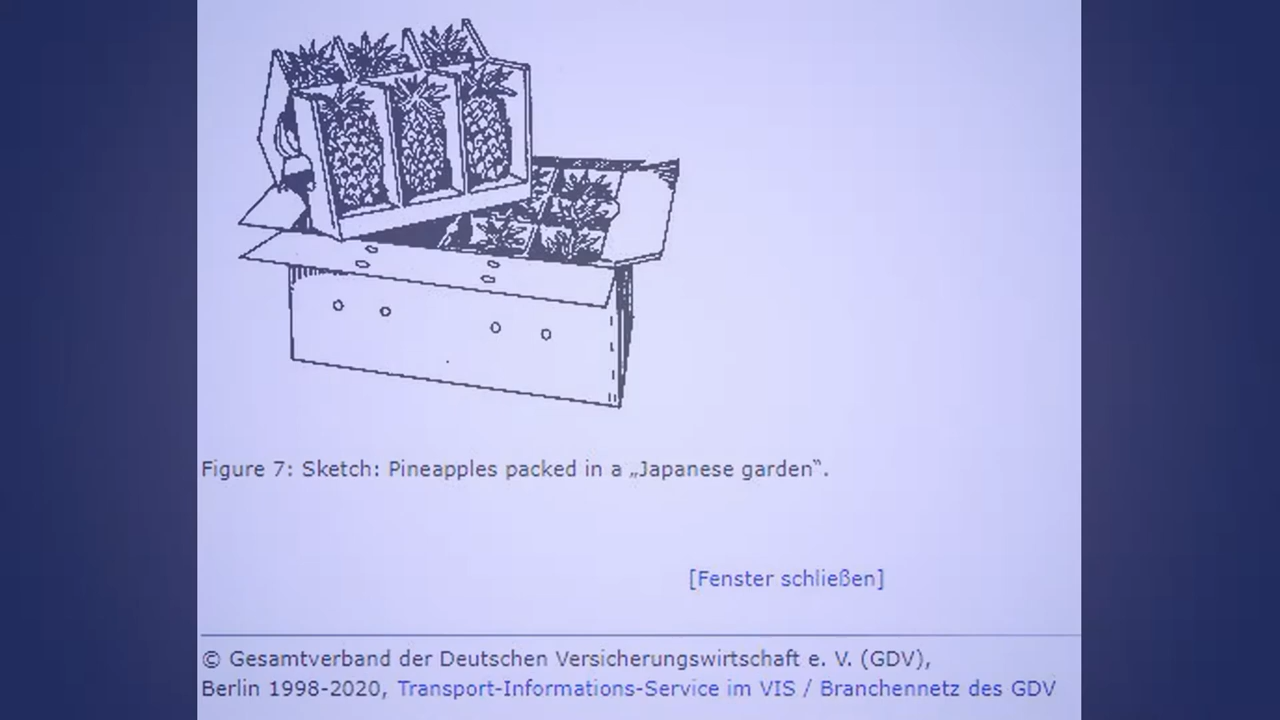 Figure 7: Sketch: Pineapples packed in a „Japanese garden‟.
[Fenster schließen]
© Gesamtverband der Deutschen Versicherungswirtschaft e. V. (GDV),
Berlin 1998-2020, Transport-Informations-Service im VIS / Branchennetz des GDV